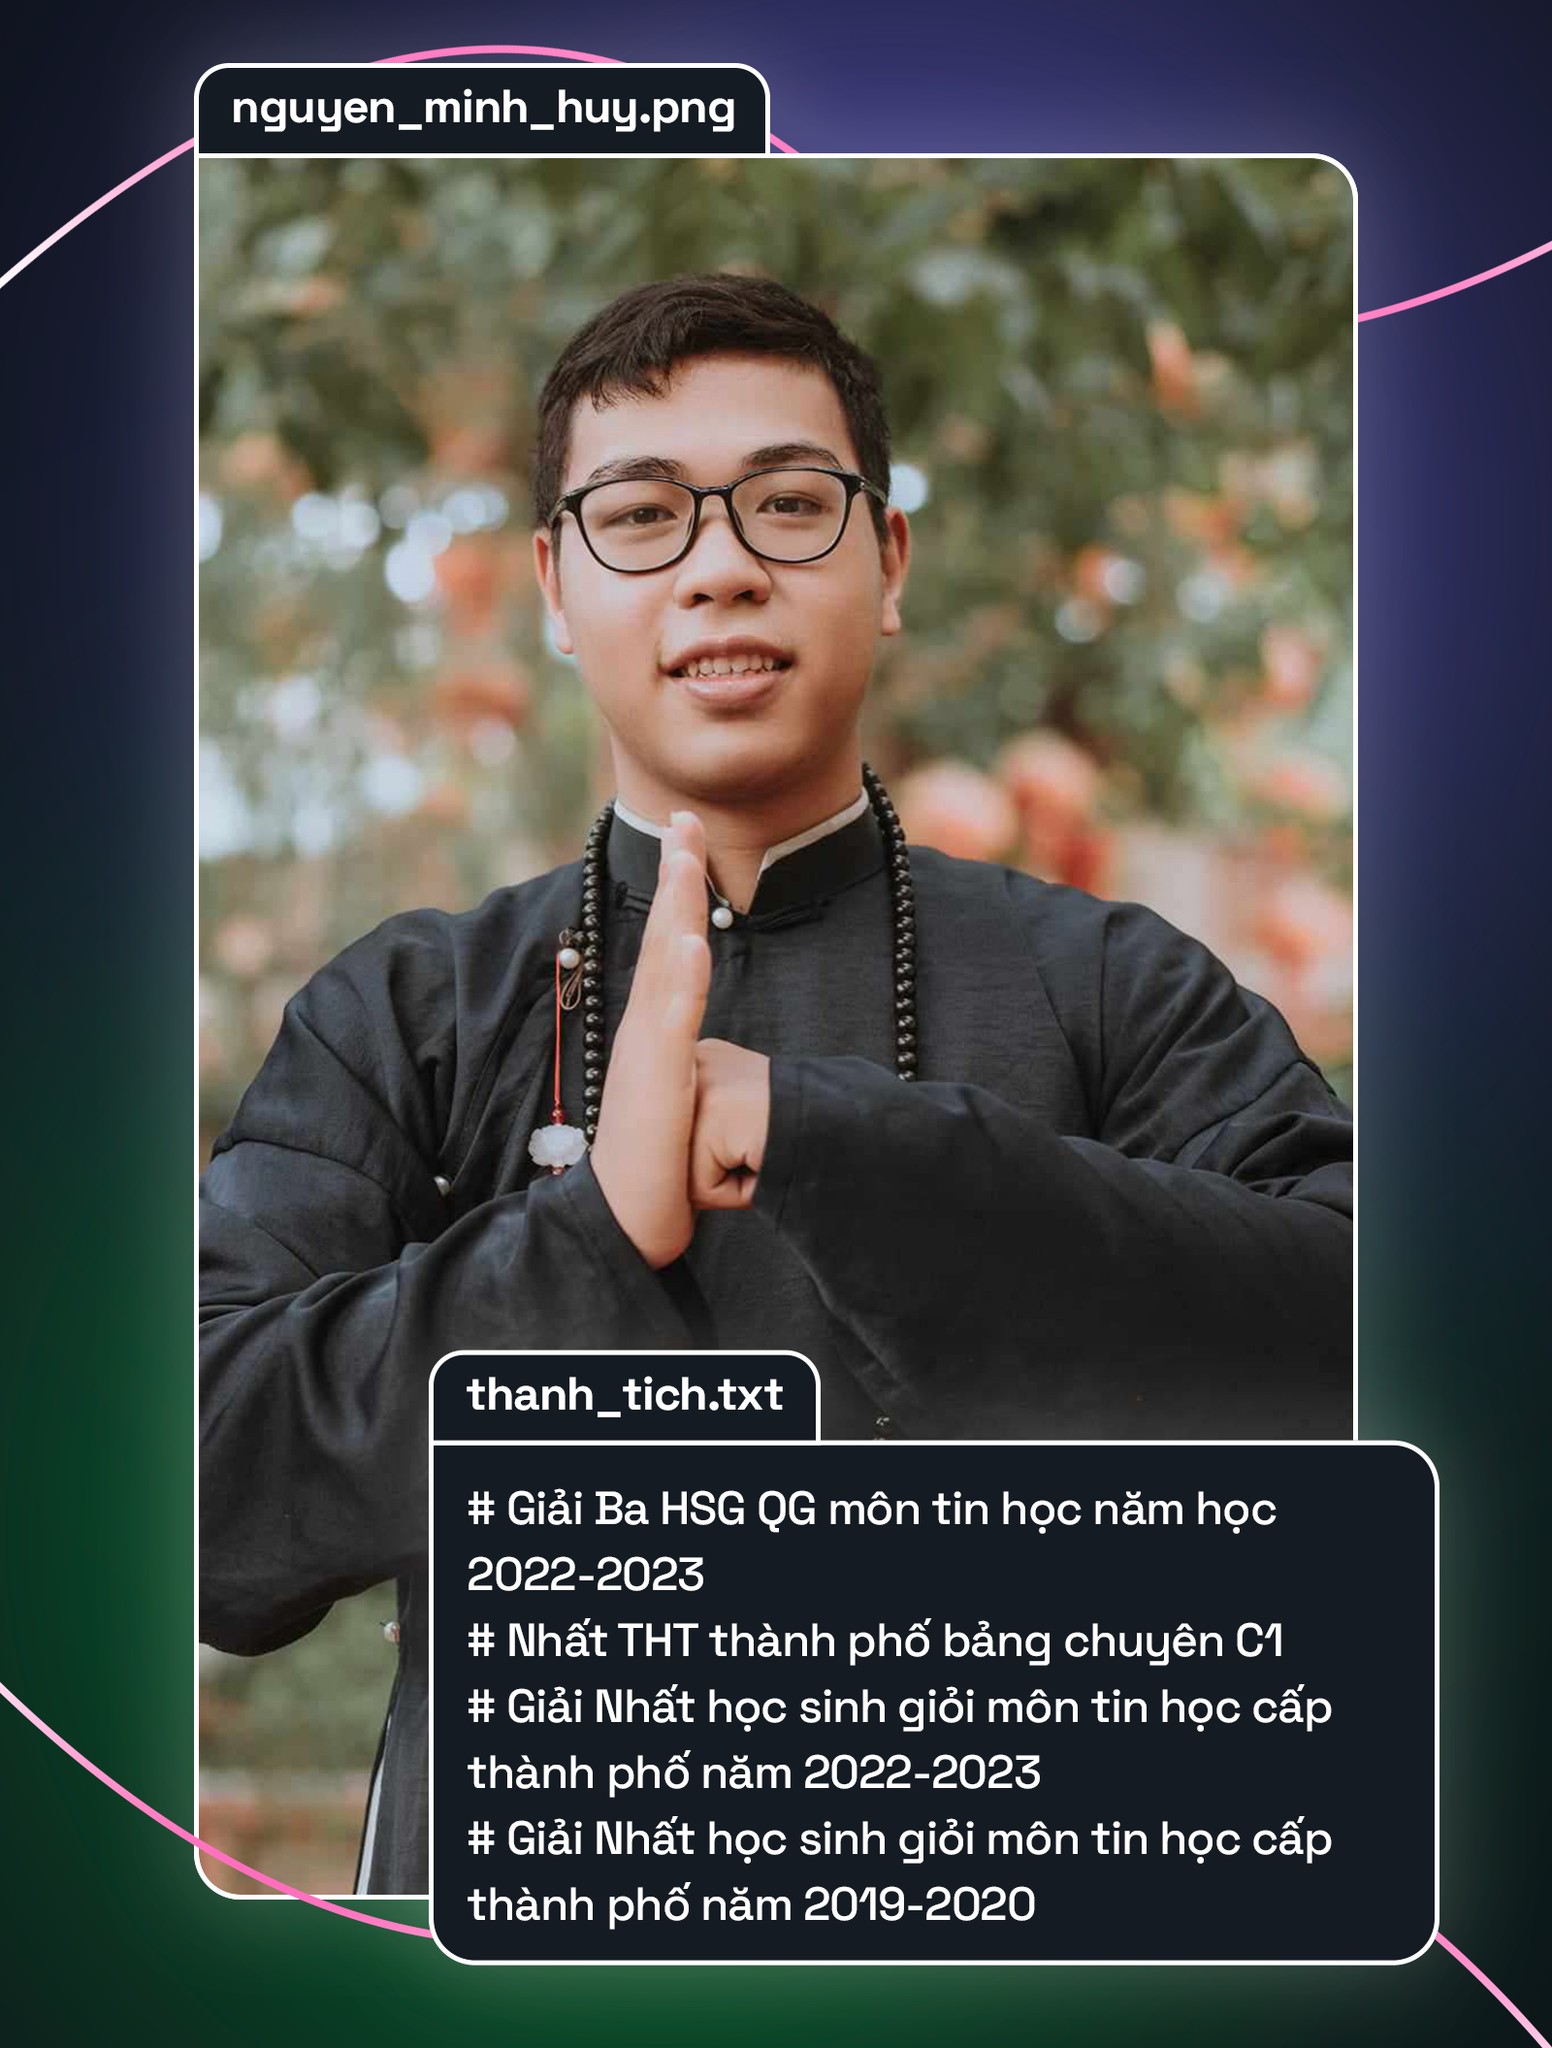 nguyen_minh_huy.png
thanh_tich.txt
# Giải Ba HSG QG môn tin học năm học
2022-2023
# Nhất THT thành phố bảng chuyên C1
# Giải Nhất học sinh giỏi môn tin học cấp
thành phố năm 2022-2023
# Giải Nhất học sinh giỏi môn tin học cấp
thành phố năm 2019-2020